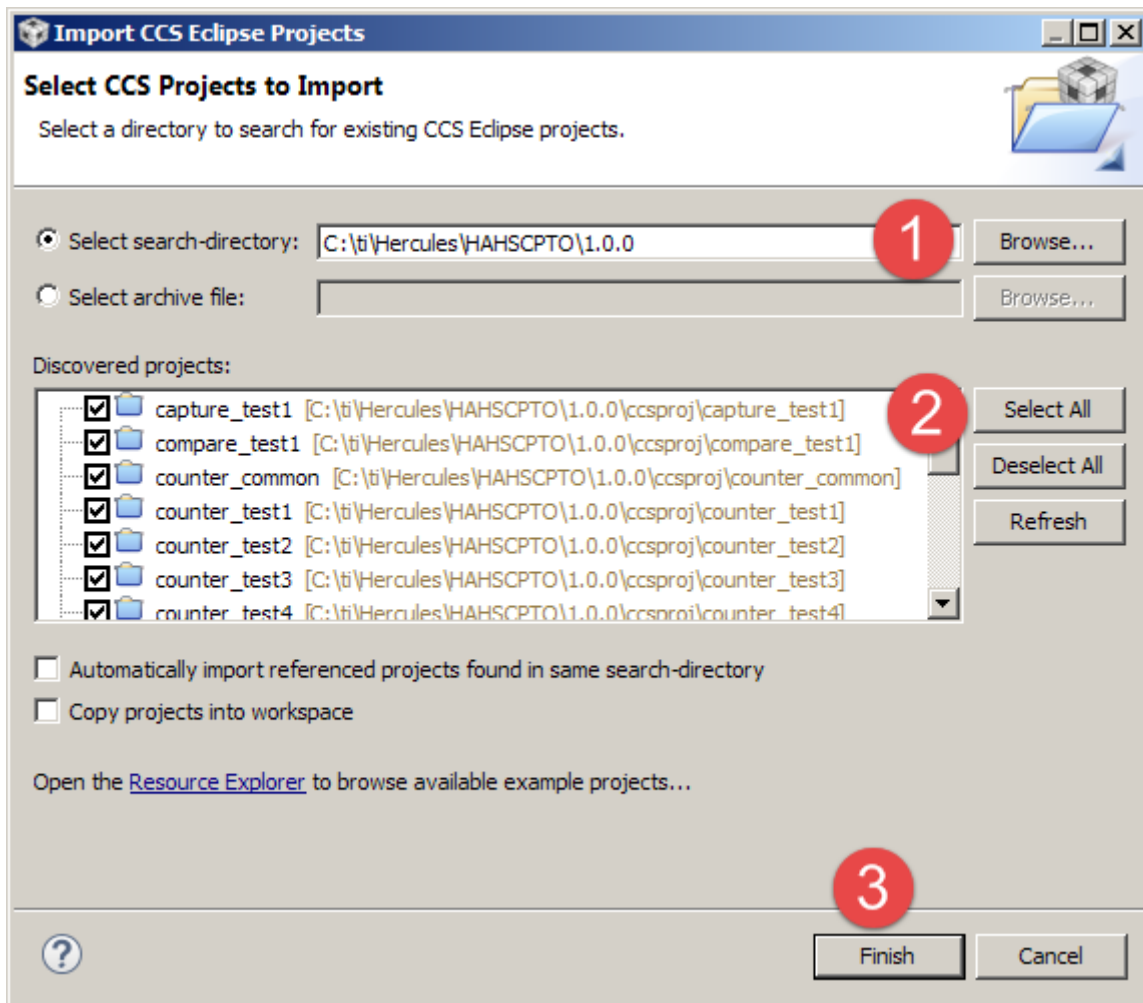 Import CCS Eclipse Projects
Select CCS Projects to Import
Select a directory to search for existing CCS Eclipse projects.
Select search-directory: C:\ti\Hercules\HAHSCPTO\1.0.0 1 Browse...
Select archive file: Browse...
Discovered projects:
capture_test1 [C:\ti\Hercules\HAHSCPTO\1.0.0\ccsproj\capture_test1] 2 Select All
compare_test1 [C:\ti\Hercules\HAHSCPTO\1.0.0\ccsproj\compare_test1]
counter_common [C:\ti\Hercules\HAHSCPTO\1.0.0\ccsproj\counter_common] Deselect All
counter_test1 [C:\ti\Hercules\HAHSCPTO\1.0.0\ccsproj\counter_test1] Refresh
counter_test2 [C:\ti\Hercules\HAHSCPTO\1.0.0\ccsproj\counter_test2]
counter_test3 [C:\ti\Hercules\HAHSCPTO\1.0.0\ccsproj\counter_test3]
counter_test4 [C:\ti\Hercules\HAHSCPTO\1.0.0\ccsproj\counter_test4]
Automatically import referenced projects found in same search-directory
Copy projects into workspace
Open the Resource Explorer to browse available example projects...
3
? Finish Cancel